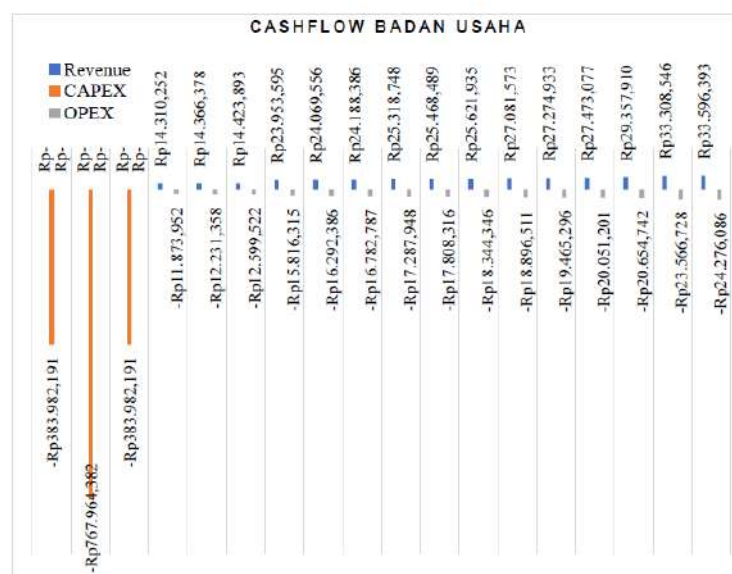 CASHFLOW BADAN USAHA
Revenue
CAPEX
OPEX
Rp-
Rp-
Rp-
Rp-
Rp-
Rp-
Rp14.310,252
Rp14.366,378
Rp14.423,893
Rp23.953,595
Rp24.069,556
Rp24.188,386
Rp25.318,748
Rp25.468,489
Rp25.621,935
Rp27.081,573
Rp27.274,933
Rp27.473,077
Rp29.357,910
Rp33.308,546
Rp33.596,393
-Rp383.982,191
-Rp767.964,382
-Rp383.982,191
-Rp11.873,952
-Rp12.231,358
-Rp12.599,522
-Rp15.816,315
-Rp16.292,386
-Rp16.782,787
-Rp17.287,948
-Rp17.808,316
-Rp18.344,346
-Rp18.896,511
-Rp19.465,296
-Rp20.051,201
-Rp20.654,742
-Rp23.566,728
-Rp24.276,086